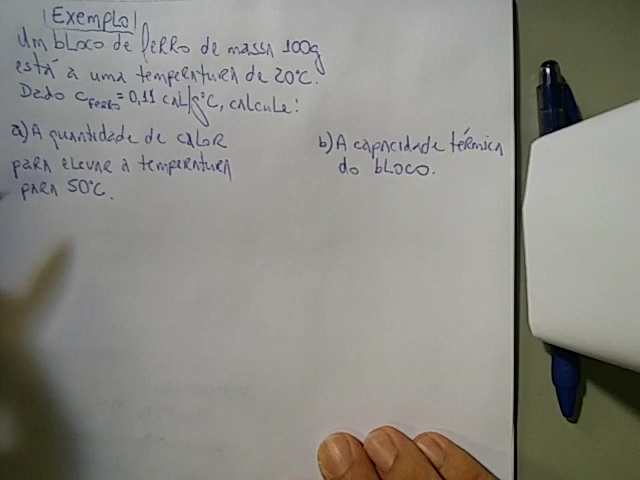 Exemplo
Um bloco de ferro de massa 100g
está a uma temperatura de 20°C.
Dado c_ferro = 0,11 cal/g°C, calcule:
a) A quantidade de calor
para elevar a temperatura
para 50°C.
b) A capacidade térmica
do bloco.